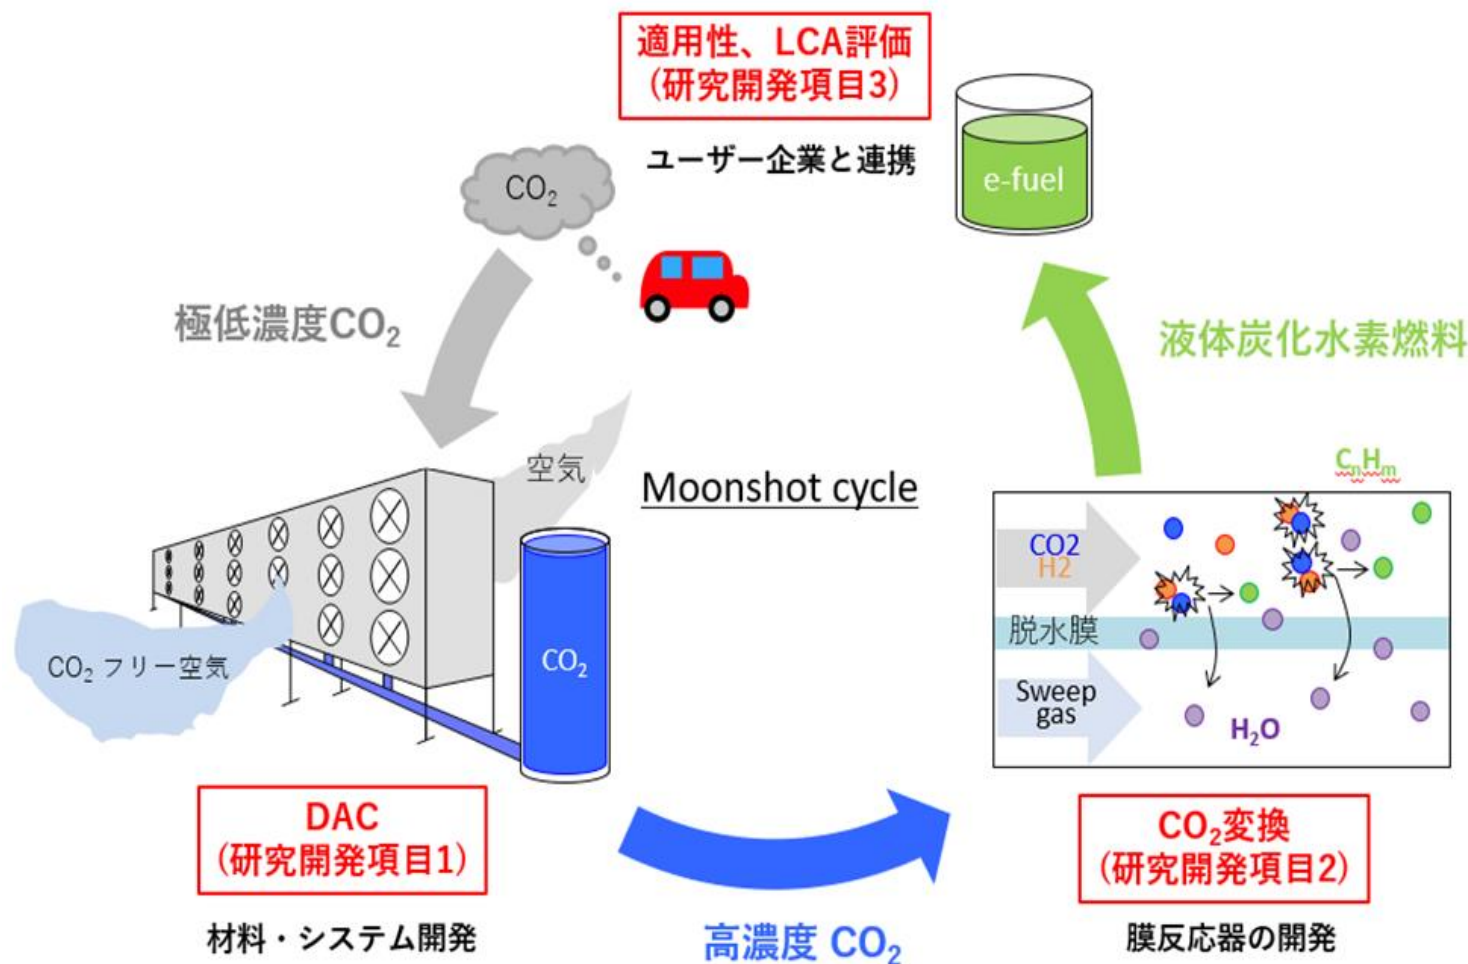 適用性、LCA評価
(研究開発項目3)
ユーザー企業と連携
CO₂
e-fuel
極低濃度CO₂
液体炭化水素燃料
空気
Moonshot cycle
CₙHₘ
CO2
H2
脱水膜
Sweep
gas
H₂O
CO₂ フリー空気
CO₂
DAC
(研究開発項目1)
材料・システム開発
高濃度 CO₂
CO₂変換
(研究開発項目2)
膜反応器の開発